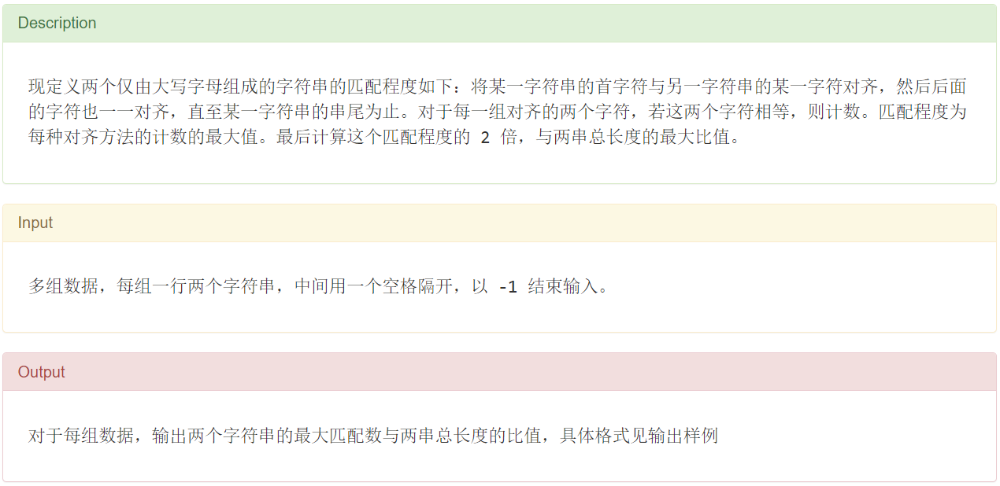 Description
现定义两个仅由大写字母组成的字符串的匹配程度如下：将某一字符串的首字符与另一字符串的某一字符对齐，然后后面
的字符也一一对齐，直至某一字符串的串尾为止。对于每一组对齐的两个字符，若这两个字符相等，则计数。匹配程度为
每种对齐方法的计数的最大值。最后计算这个匹配程度的 2 倍，与两串总长度的最大比值。
Input
多组数据，每组一行两个字符串，中间用一个空格隔开，以 -1 结束输入。
Output
对于每组数据，输出两个字符串的最大匹配数与两串总长度的比值，具体格式见输出样例